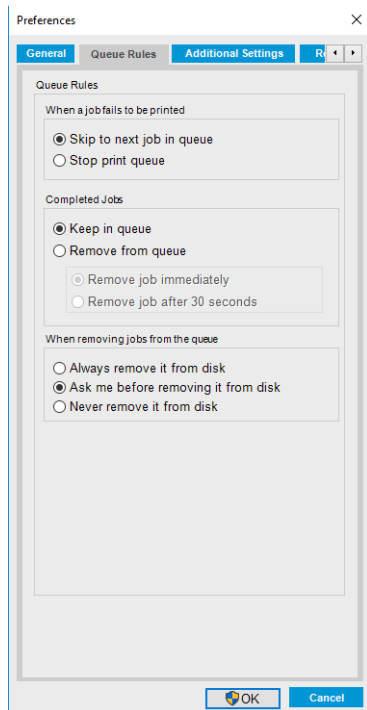 Preferences
General Queue Rules Additional Settings
Queue Rules
When a job fails to be printed
Skip to next job in queue
Stop print queue
Completed Jobs
Keep in queue
Remove from queue
Remove job immediately
Remove job after 30 seconds
When removing jobs from the queue
Always remove it from disk
Ask me before removing it from disk
Never remove it from disk
OK Cancel